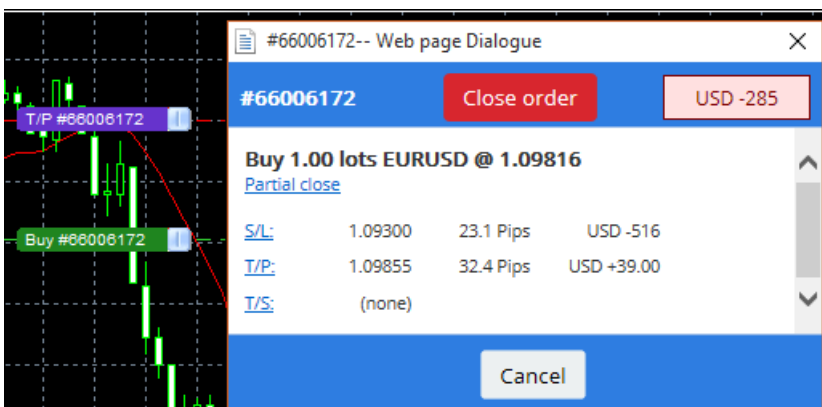 #66006172-- Web page Dialogue
#66006172 Close order USD -285
T/P #66006172
Buy 1.00 lots EURUSD @ 1.09816
Partial close
Buy #66006172
S/L: 1.09300 23.1 Pips USD -516
T/P: 1.09855 32.4 Pips USD +39.00
T/S: (none)
Cancel